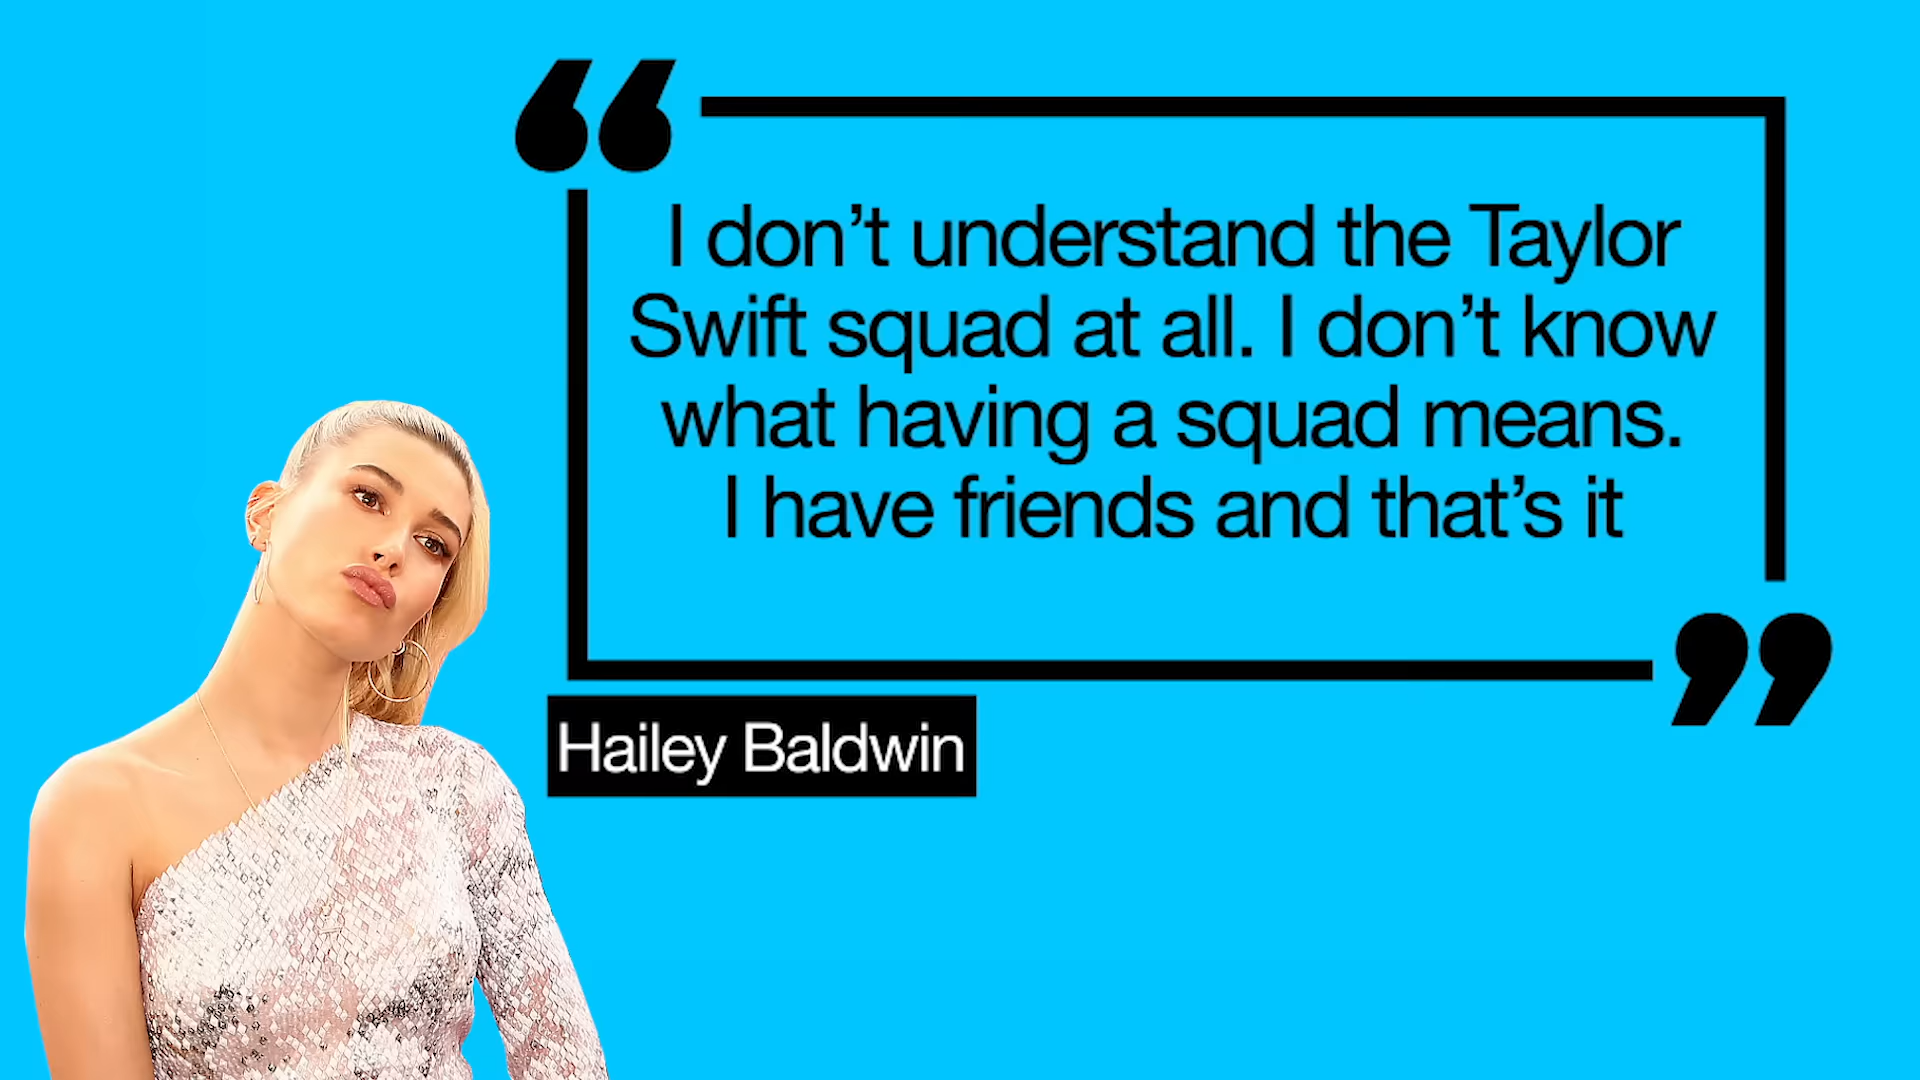 “
I don’t understand the Taylor
Swift squad at all. I don’t know
what having a squad means.
I have friends and that’s it
”
Hailey Baldwin